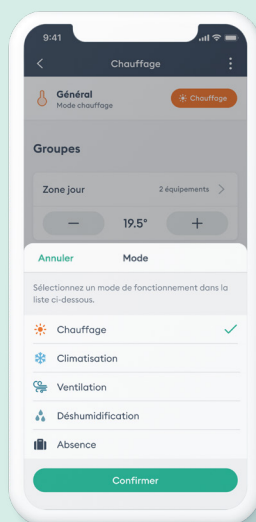 9:41
Chauffage
Général
Mode chauffage
Chauffage
Groupes
Zone jour
2 équipements
19.5°
Annuler
Mode
Sélectionnez un mode de fonctionnement dans la
liste ci-dessous.
Chauffage
Climatisation
Ventilation
Déshumidification
Absence
Confirmer